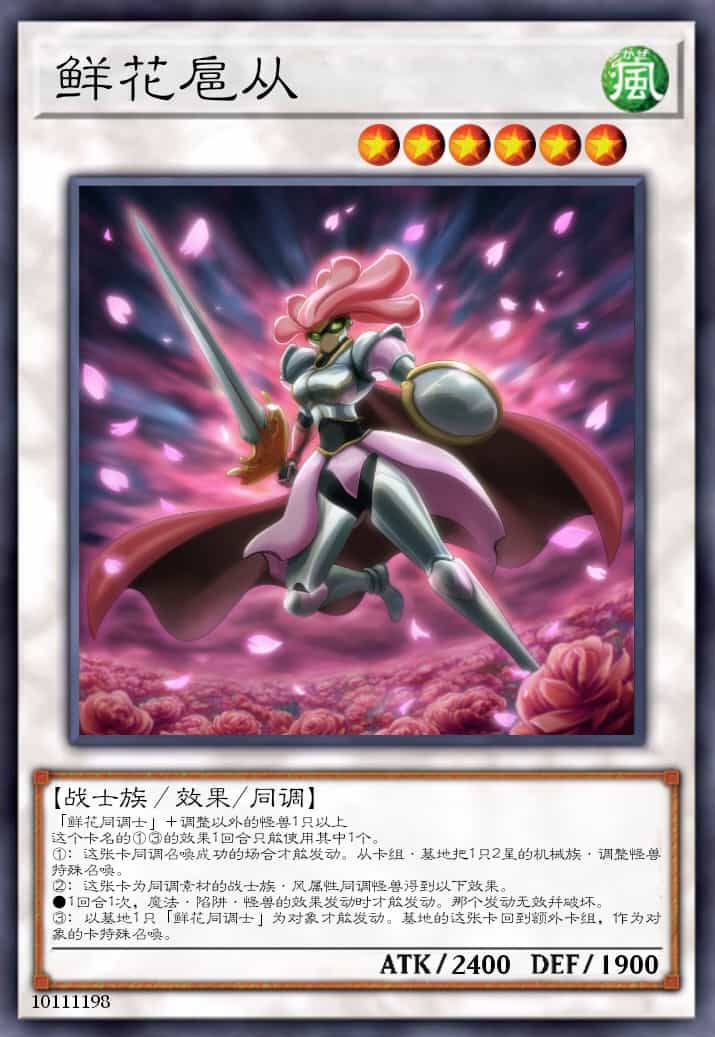 鲜花扈从
かぜ
風
【战士族／效果/同调】
「鲜花同调士」＋调整以外的怪兽1只以上
这个卡名的①③的效果1回合只能使用其中1个。
①：这张卡同调召唤成功的场合才能发动。从卡组·墓地把1只2星的机械族·调整怪兽
特殊召唤。
②：这张卡为同调素材的战士族·风属性同调怪兽得到以下效果。
●1回合1次，魔法·陷阱·怪兽的效果发动时才能发动。那个发动无效并破坏。
③：以墓地1只「鲜花同调士」为对象才能发动。墓地的这张卡回到额外卡组，作为对
象的卡特殊召唤。
ATK/2400 DEF/1900
10111198